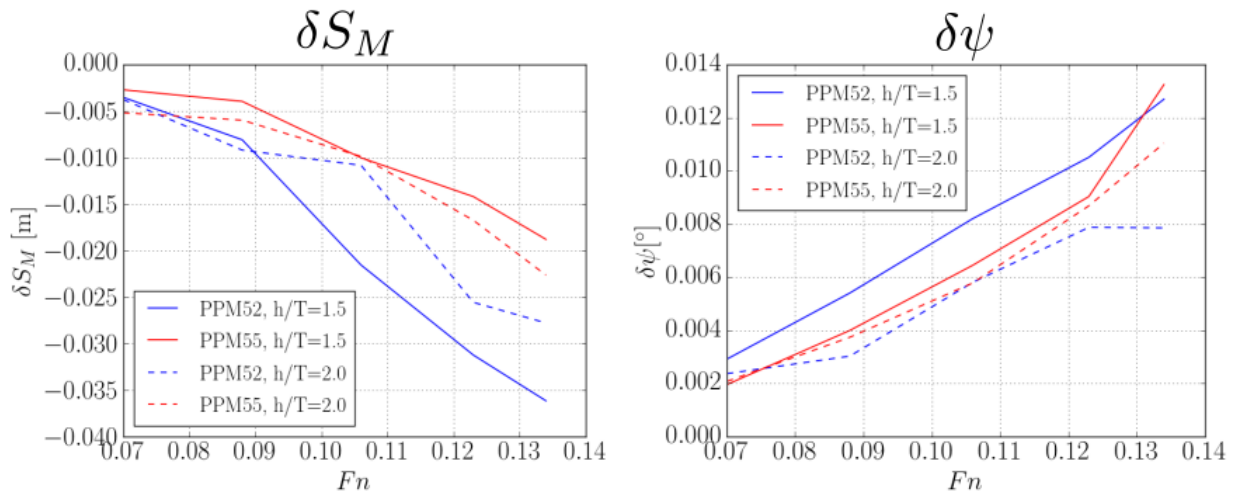 δS_M
δS_M [m]
0.000
−0.005
−0.010
−0.015
−0.020
−0.025
−0.030
−0.035
−0.040
PPM52, h/T=1.5
PPM55, h/T=1.5
PPM52, h/T=2.0
PPM55, h/T=2.0
0.07 0.08 0.09 0.10 0.11 0.12 0.13 0.14
Fn
δψ
δψ[°]
0.014
0.012
0.010
0.008
0.006
0.004
0.002
0.000
PPM52, h/T=1.5
PPM55, h/T=1.5
PPM52, h/T=2.0
PPM55, h/T=2.0
0.07 0.08 0.09 0.10 0.11 0.12 0.13 0.14
Fn